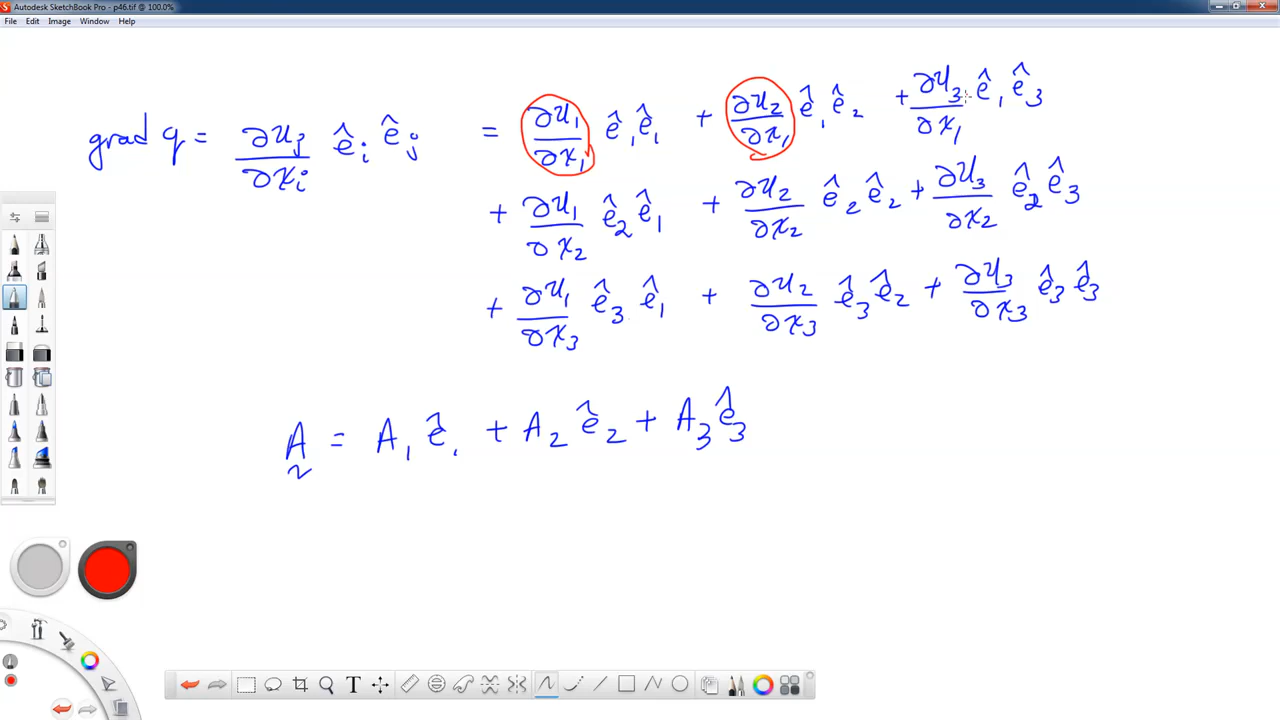 Autodesk SketchBook Pro - p46.tif @ 100.0%
File Edit Image Window Help
grad q = ∂u_j/∂x_i ê_i ê_j = ∂u_1/∂x_1 ê_1 ê_1 + ∂u_2/∂x_1 ê_1 ê_2 + ∂u_3/∂x_1 ê_1 ê_3
+ ∂u_1/∂x_2 ê_2 ê_1 + ∂u_2/∂x_2 ê_2 ê_2 + ∂u_3/∂x_2 ê_2 ê_3
+ ∂u_1/∂x_3 ê_3 ê_1 + ∂u_2/∂x_3 ê_3 ê_2 + ∂u_3/∂x_3 ê_3 ê_3
A̰ = A_1 ê_1 + A_2 ê_2 + A_3 ê_3
T